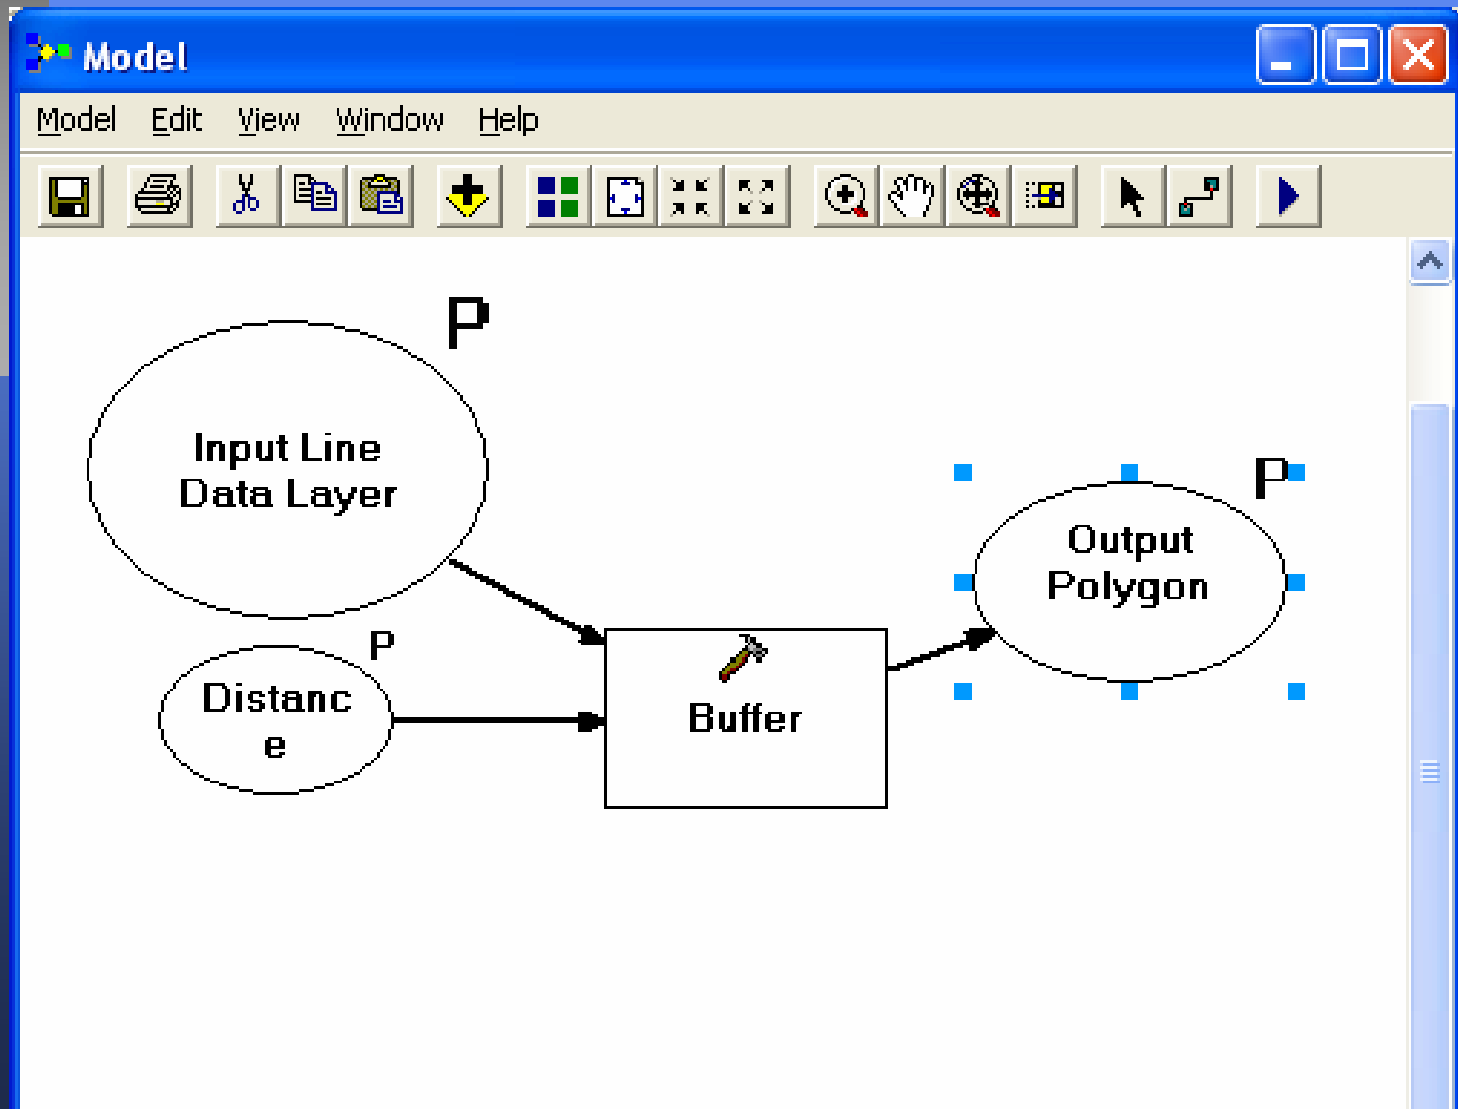 Model
Model Edit View Window Help
P
Input Line
Data Layer
P
Output
Polygon
P
Distanc
e
Buffer